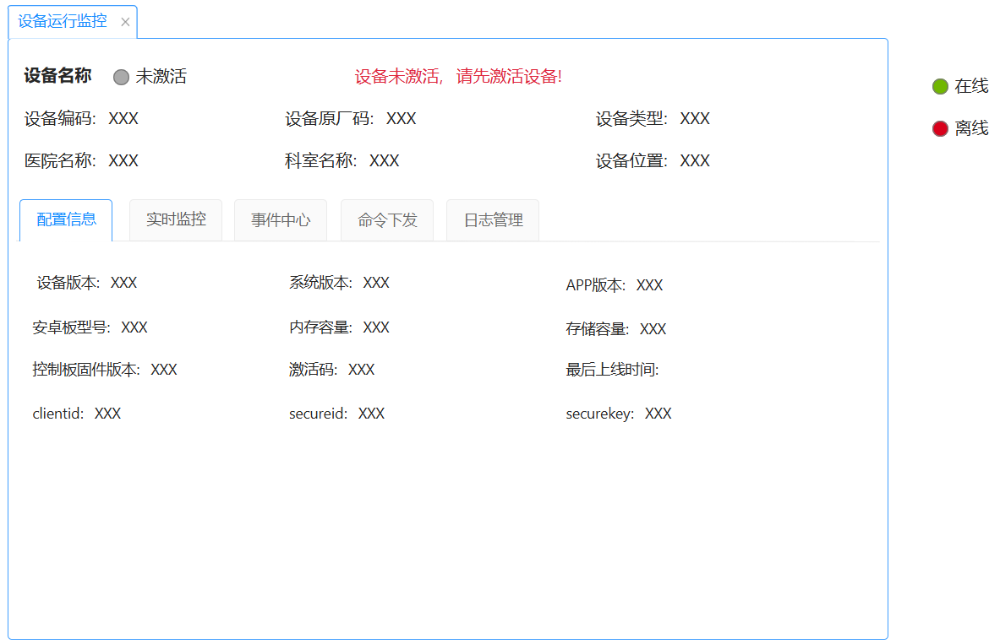 设备运行监控 ×
设备名称 未激活 设备未激活, 请先激活设备! 在线
设备编码: XXX 设备原厂码: XXX 设备类型: XXX 离线
医院名称: XXX 科室名称: XXX 设备位置: XXX
配置信息 实时监控 事件中心 命令下发 日志管理
设备版本: XXX 系统版本: XXX APP版本: XXX
安卓板型号: XXX 内存容量: XXX 存储容量: XXX
控制板固件版本: XXX 激活码: XXX 最后上线时间:
clientid: XXX secureid: XXX securekey: XXX